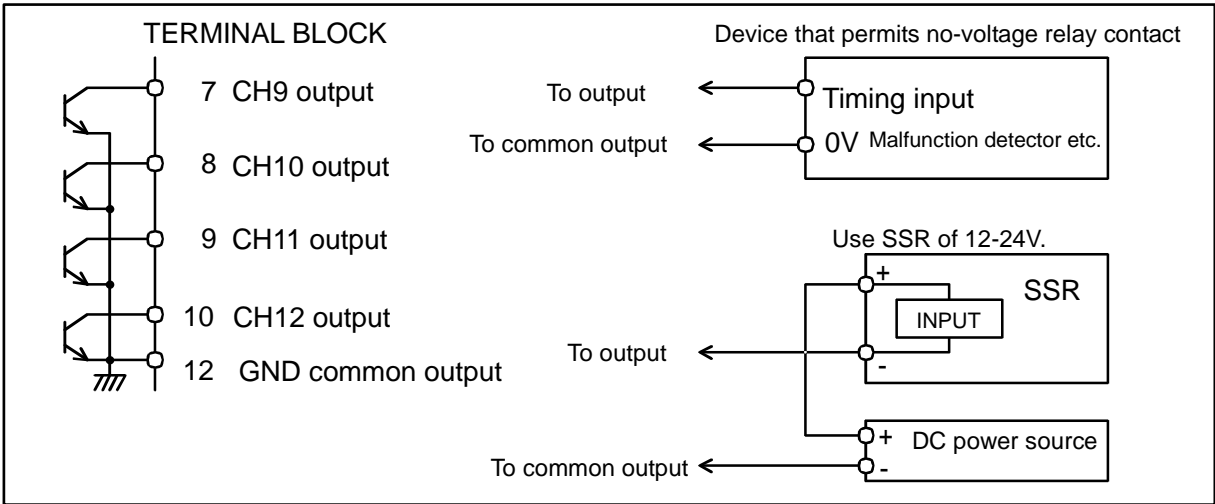 TERMINAL BLOCK
7 CH9 output
8 CH10 output
9 CH11 output
10 CH12 output
12 GND common output
Device that permits no-voltage relay contact
To output
Timing input
To common output
0V Malfunction detector etc.
Use SSR of 12-24V.
+
SSR
INPUT
To output
-
+ DC power source
To common output
-